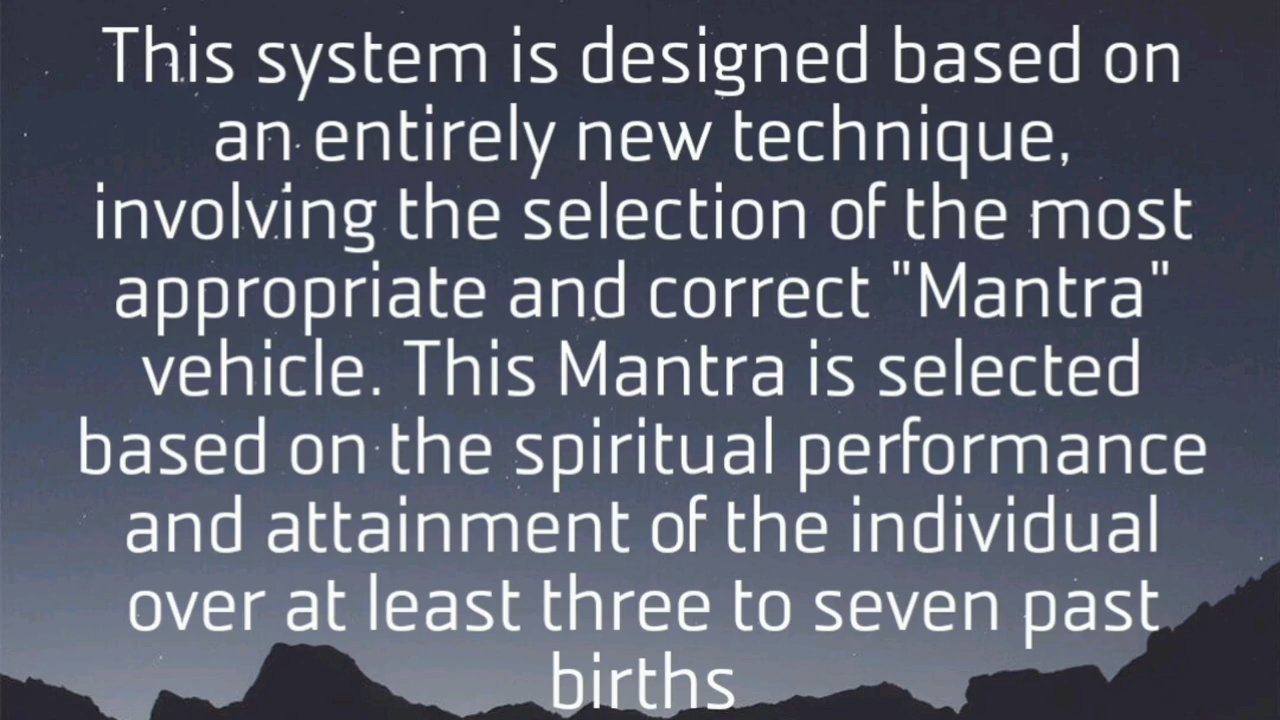 This system is designed based on
an entirely new technique,
involving the selection of the most
appropriate and correct "Mantra"
vehicle. This Mantra is selected
based on the spiritual performance
and attainment of the individual
over at least three to seven past
births